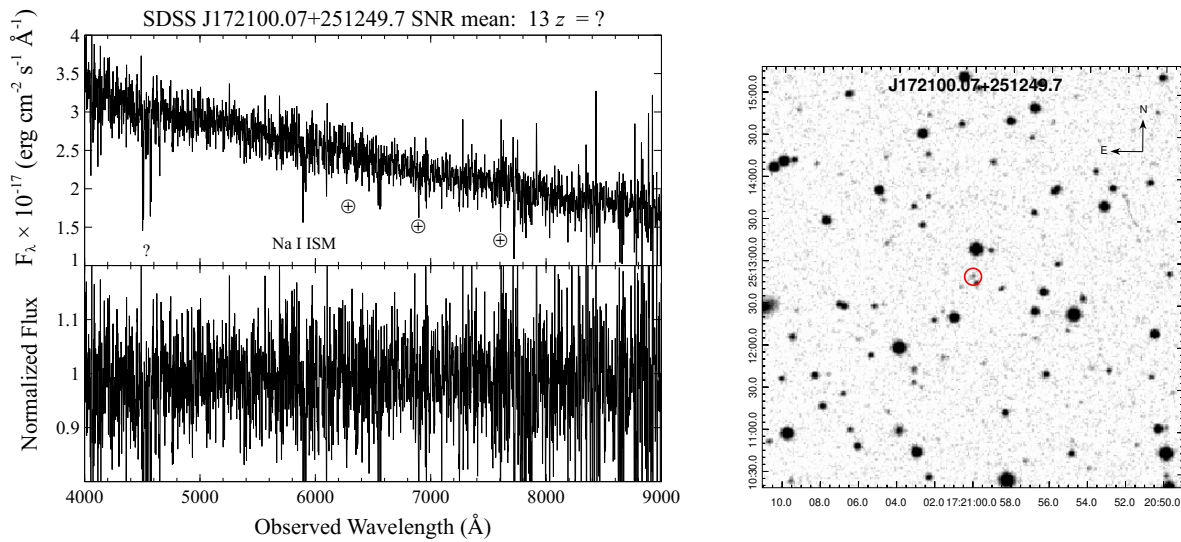 SDSS J172100.07+251249.7 SNR mean: 13 z = ?
F_λ × 10⁻¹⁷ (erg cm⁻² s⁻¹ Å⁻¹)
4
3.5
3
2.5
2
1.5
1
?
Na I ISM
⊕
⊕
⊕
Normalized Flux
1.1
1
0.9
4000 5000 6000 7000 8000 9000
Observed Wavelength (Å)
J172100.07+251249.7
N
E
15:00.0
30.0
14:00.0
30.0
25:13:00.0
30.0
12:00.0
30.0
11:00.0
10:30.0
10.0 08.0 06.0 04.0 02.0 17:21:00.0 58.0 56.0 54.0 52.0 20:50.0